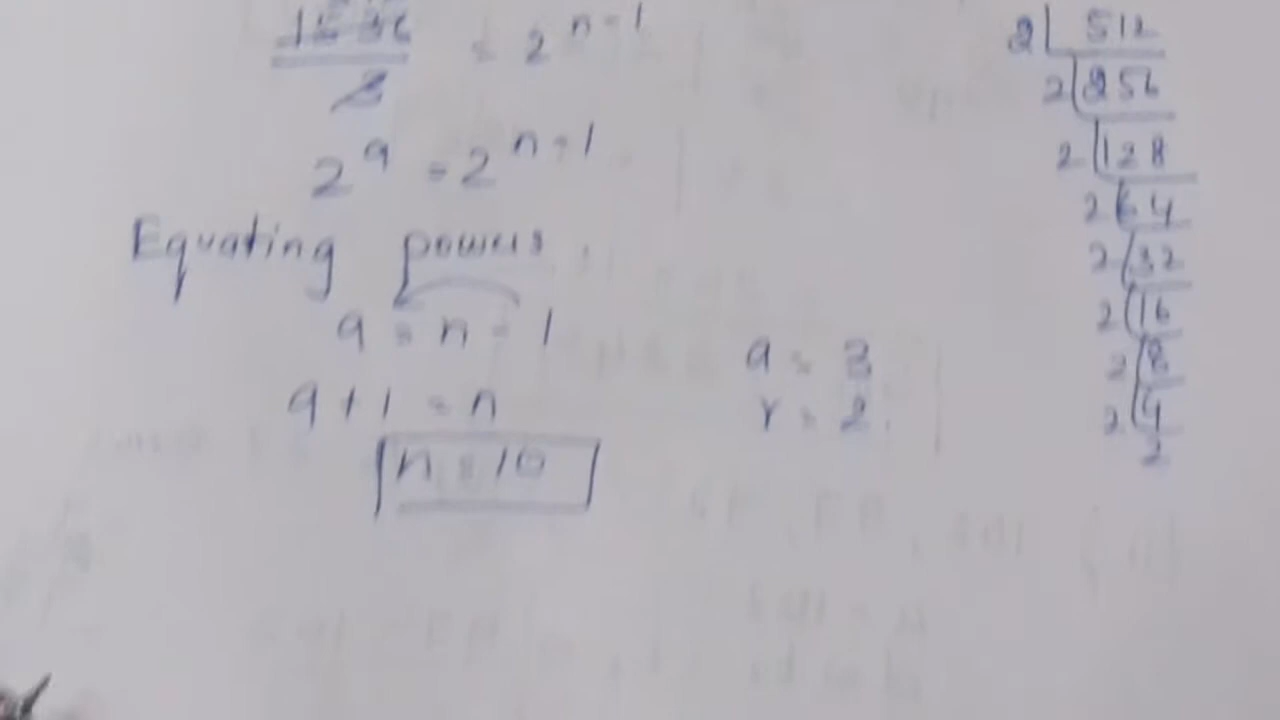 1536 / 3 = 2^n-1
2^9 = 2^n-1
Equating powers.
9 = n - 1
9 + 1 = n
n = 10
a = 3
r = 2.
2 | 512
2 | 256
2 | 128
2 | 64
2 | 32
2 | 16
2 | 8
2 | 4
2